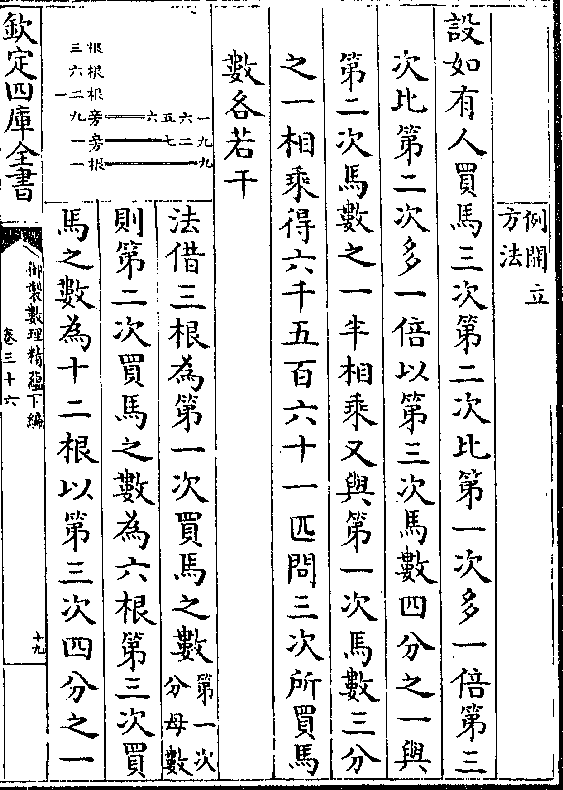 例開立
方法
設如有人買馬三次第二次比第一次多一倍第三
次比第二次多一倍以第三次馬數四分之一與
第二次馬數之一半相乘又與第一次馬數三分
之一相乘得六千五百六十一匹問三次所買馬
數各若干
三根
六根
一二根
九旁六五六一
一旁七二九
一根九
法借三根為第一次買馬之數第一次
分母數
則第二次買馬之數為六根第三次買
馬之數為十二根以第三次四分之一
欽定四庫全書
御製數理精蘊下編
卷三十六
十九